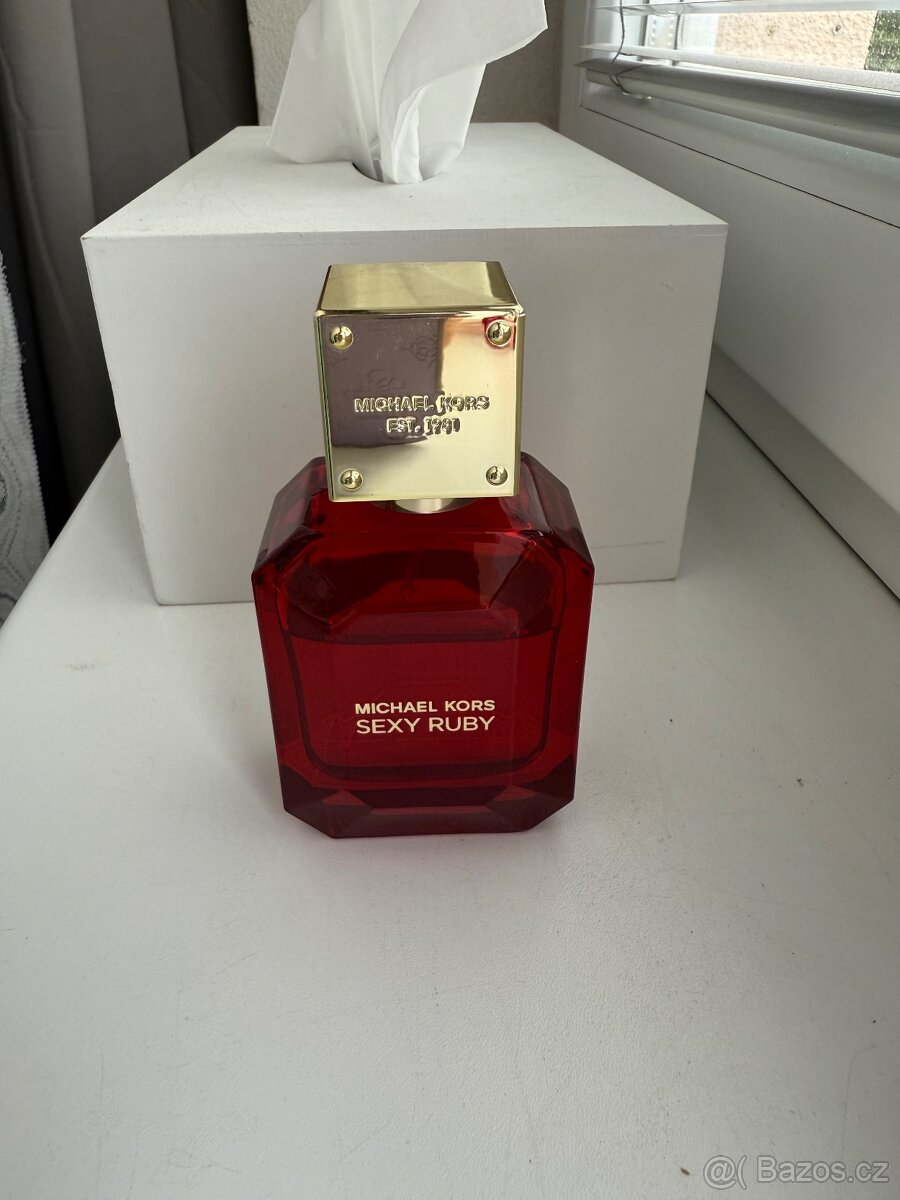 MICHAEL KORS
EST. 1981
MICHAEL KORS
SEXY RUBY
@( Bazos.cz